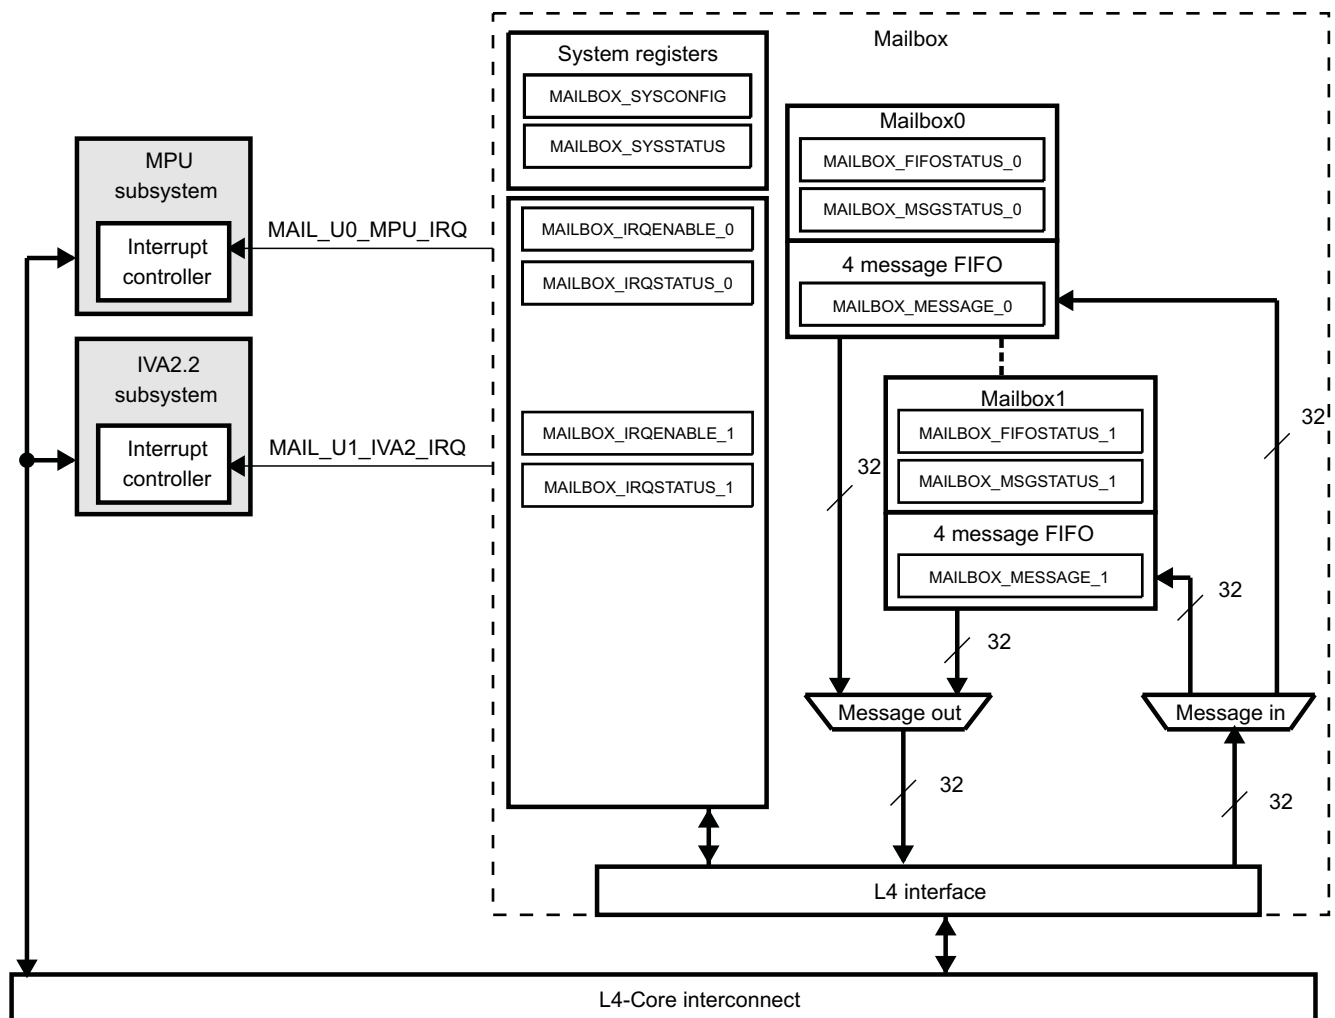 Mailbox
System registers
MAILBOX_SYSCONFIG
MAILBOX_SYSSTATUS
MAILBOX_IRQENABLE_0
MAILBOX_IRQSTATUS_0
MAILBOX_IRQENABLE_1
MAILBOX_IRQSTATUS_1
MPU
subsystem
Interrupt
controller
MAIL_U0_MPU_IRQ
IVA2.2
subsystem
Interrupt
controller
MAIL_U1_IVA2_IRQ
Mailbox0
MAILBOX_FIFOSTATUS_0
MAILBOX_MSGSTATUS_0
4 message FIFO
MAILBOX_MESSAGE_0
Mailbox1
MAILBOX_FIFOSTATUS_1
MAILBOX_MSGSTATUS_1
4 message FIFO
MAILBOX_MESSAGE_1
32
32
32
32
Message out
Message in
32
32
L4 interface
L4-Core interconnect